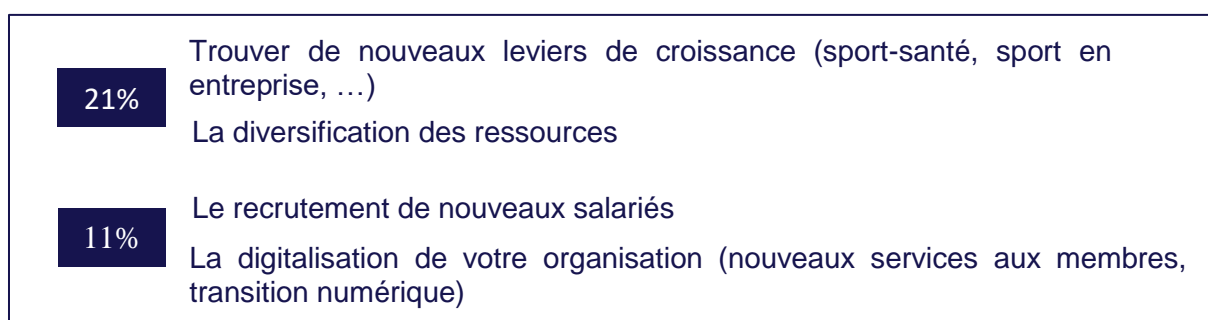 Trouver de nouveaux leviers de croissance (sport-santé, sport en
entreprise, …)
21%
La diversification des ressources
Le recrutement de nouveaux salariés
11%
La digitalisation de votre organisation (nouveaux services aux membres,
transition numérique)